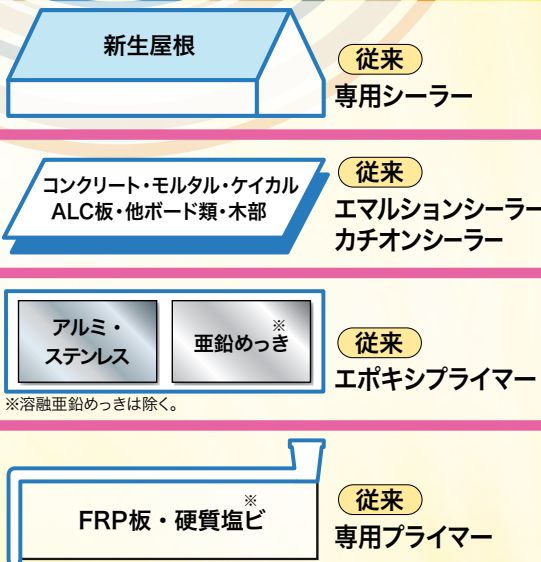 新生屋根
従来
専用シーラー
コンクリート・モルタル・ケイカル
ALC板・他ボード類・木部
従来
エマルションシーラー
カチオンシーラー
アルミ・
ステンレス
亜鉛めっき※
従来
エポキシプライマー
※溶融亜鉛めっきは除く。
FRP板・硬質塩ビ※
従来
専用プライマー